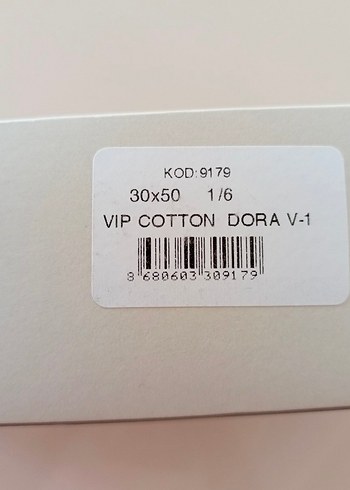 KOD:9179
30x50 1/6
VIP COTTON DORA V-1
8 680603 309179